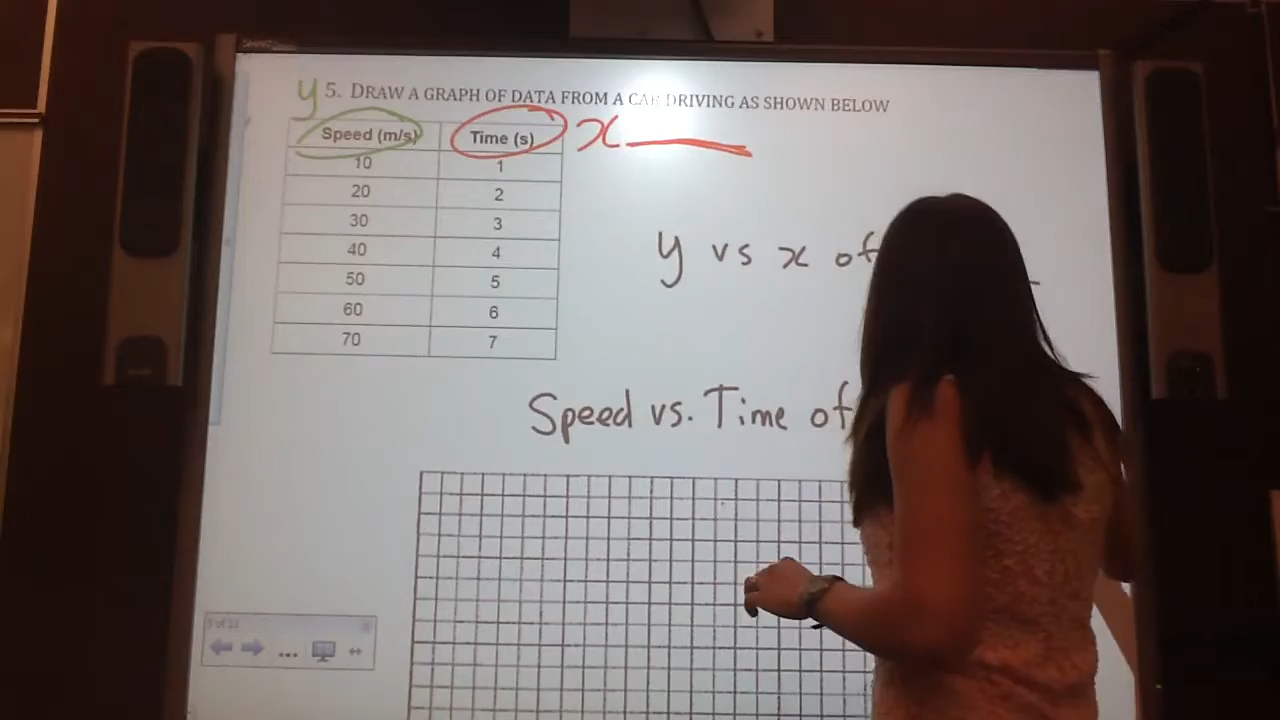 y 5. DRAW A GRAPH OF DATA FROM A CAR DRIVING AS SHOWN BELOW
Speed (m/s) Time (s) x
10 1
20 2
30 3
40 4
50 5
60 6
70 7
y vs x of
Speed vs. Time of